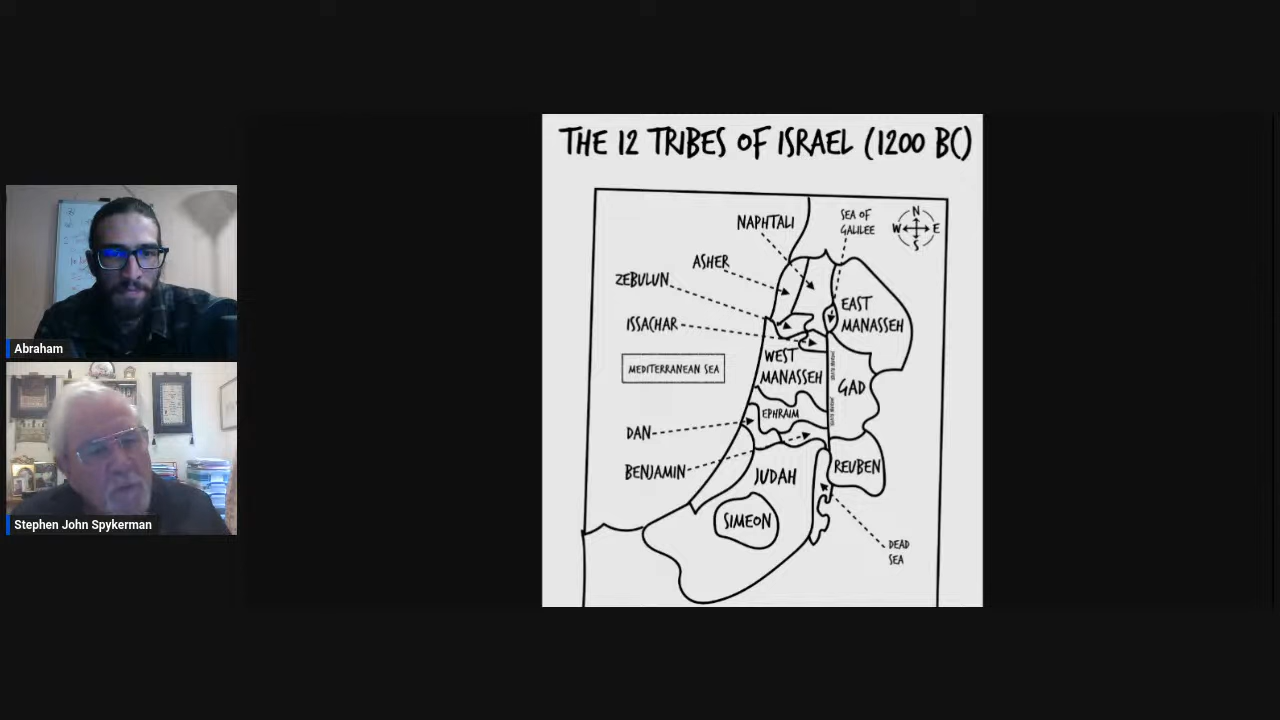 THE 12 TRIBES OF ISRAEL (1200 BC)
NAPHTALI
SEA OF
GALILEE
N
W
E
S
ASHER
ZEBULUN
EAST
MANASSEH
ISSACHAR
WEST
MANASSEH
MEDITERRANEAN SEA
GAD
EPHRAIM
DAN
BENJAMIN
JUDAH
REUBEN
SIMEON
DEAD
SEA
Abraham
Stephen John Spykerman